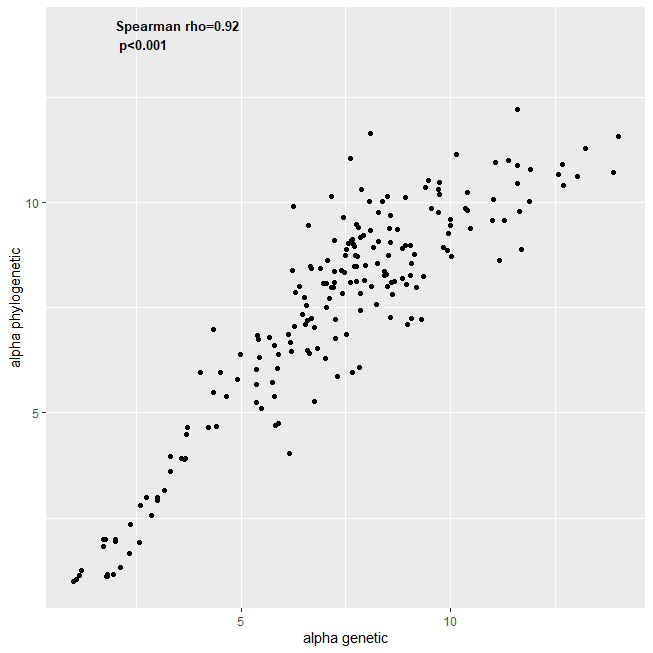 Spearman rho=0.92
p<0.001
alpha phylogenetic
10
5
5
10
alpha genetic